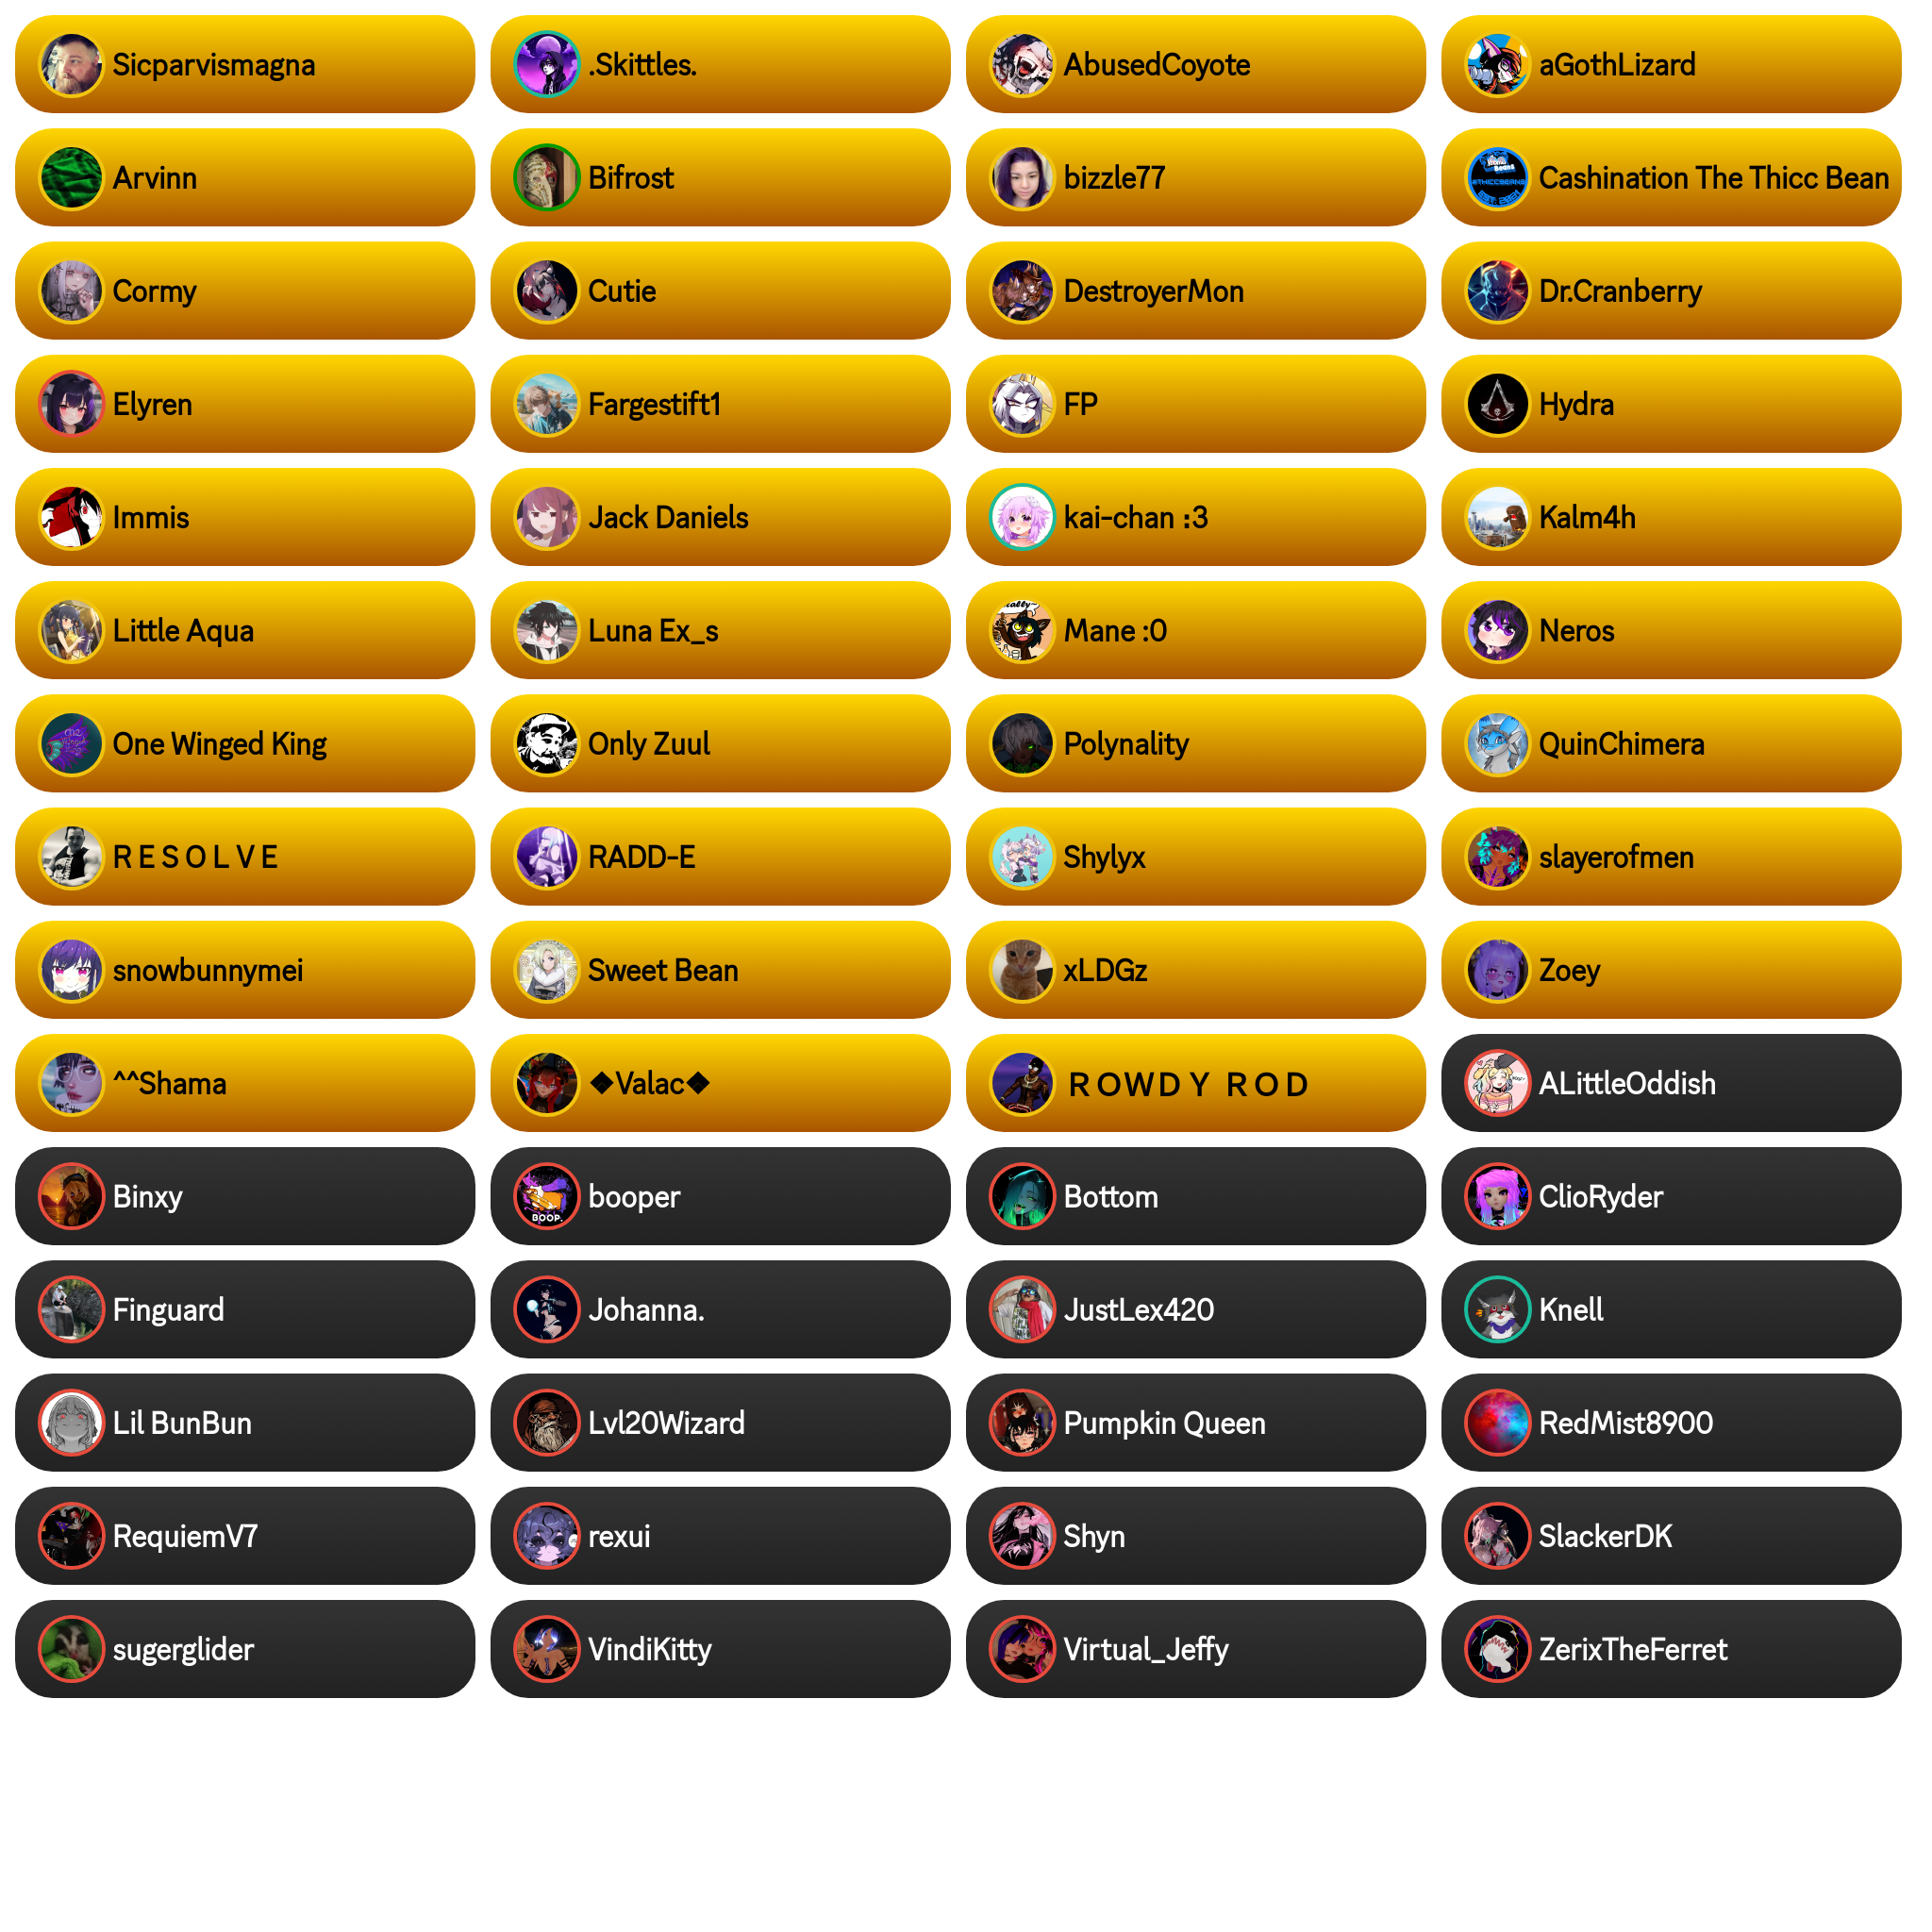 Sicparvismagna
.Skittles.
AbusedCoyote
aGothLizard
Arvinn
Bifrost
bizzle77
Cashination The Thicc Bean
Cormy
Cutie
DestroyerMon
Dr.Cranberry
Elyren
Fargestift1
FP
Hydra
Immis
Jack Daniels
kai-chan :3
Kalm4h
Little Aqua
Luna Ex_s
Mane :0
Neros
One Winged King
Only Zuul
Polynality
QuinChimera
R E S O L V E
RADD-E
Shylyx
slayerofmen
snowbunnymei
Sweet Bean
xLDGz
Zoey
^^Shama
❖Valac❖
ＲＯＷＤＹ ＲＯＤ
ALittleOddish
Binxy
booper
BOOP.
Bottom
ClioRyder
Finguard
Johanna.
JustLex420
Knell
Lil BunBun
Lvl20Wizard
Pumpkin Queen
RedMist8900
RequiemV7
rexui
Shyn
SlackerDK
sugerglider
VindiKitty
Virtual_Jeffy
ZerixTheFerret